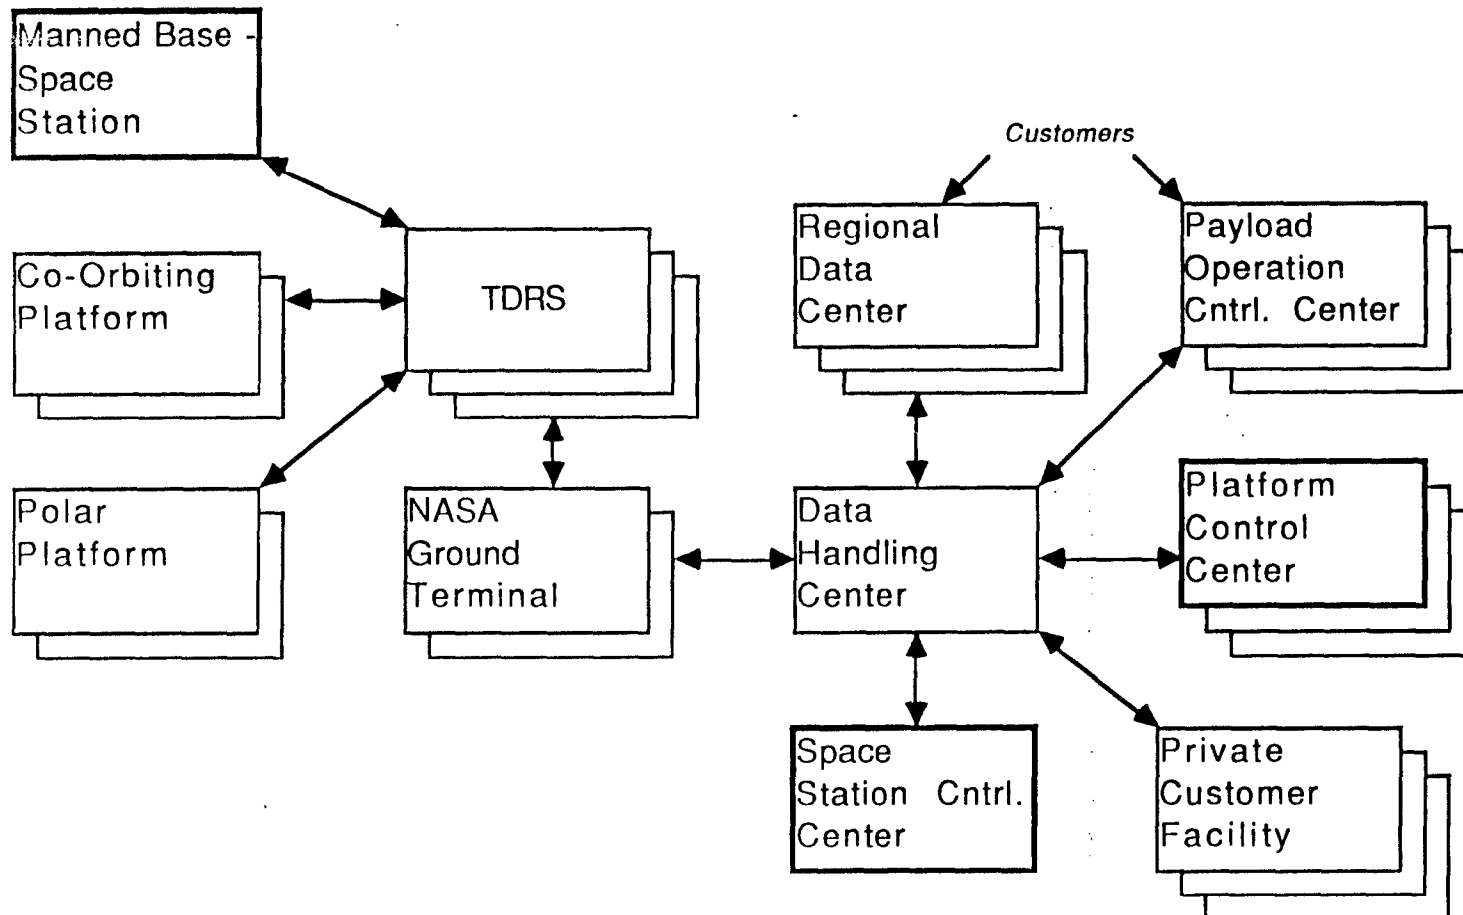 Manned Base -
Space
Station
Customers
Co-Orbiting
Platform
TDRS
Regional
Data
Center
Payload
Operation
Cntrl. Center
Polar
Platform
NASA
Ground
Terminal
Data
Handling
Center
Platform
Control
Center
Space
Station Cntrl.
Center
Private
Customer
Facility